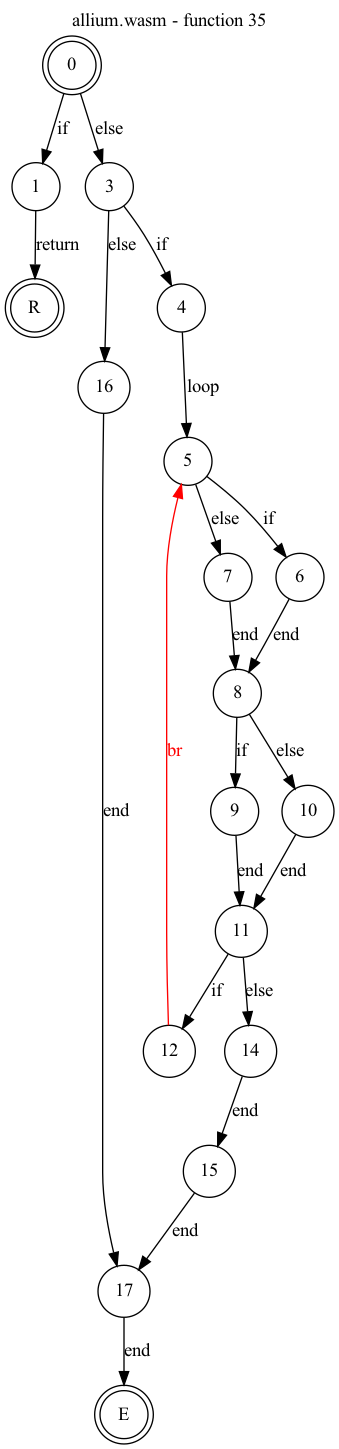 allium.wasm - function 35
0
if else
1 3
return else if
R 4
16 loop
5
else if
7 6
end end
8
br if else
9 10
end end end
11
if else
12 14
end
15
end
17
end
E